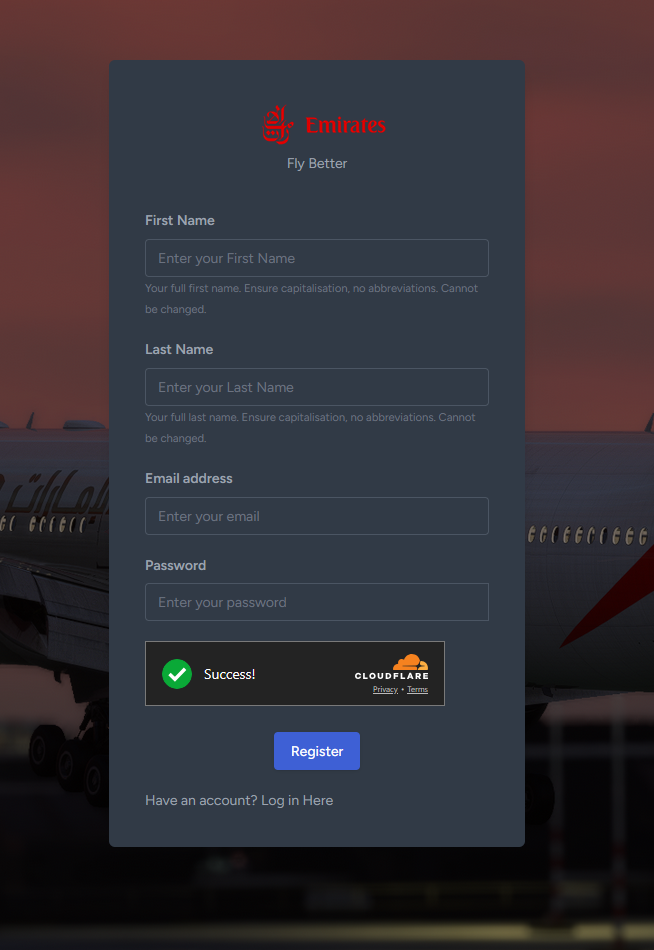 Emirates
Fly Better
First Name
Enter your First Name
Your full first name. Ensure capitalisation, no abbreviations. Cannot
be changed.
Last Name
Enter your Last Name
Your full last name. Ensure capitalisation, no abbreviations. Cannot
be changed.
Email address
Enter your email
Password
Enter your password
Success!
CLOUDFLARE
Privacy • Terms
Register
Have an account? Log in Here